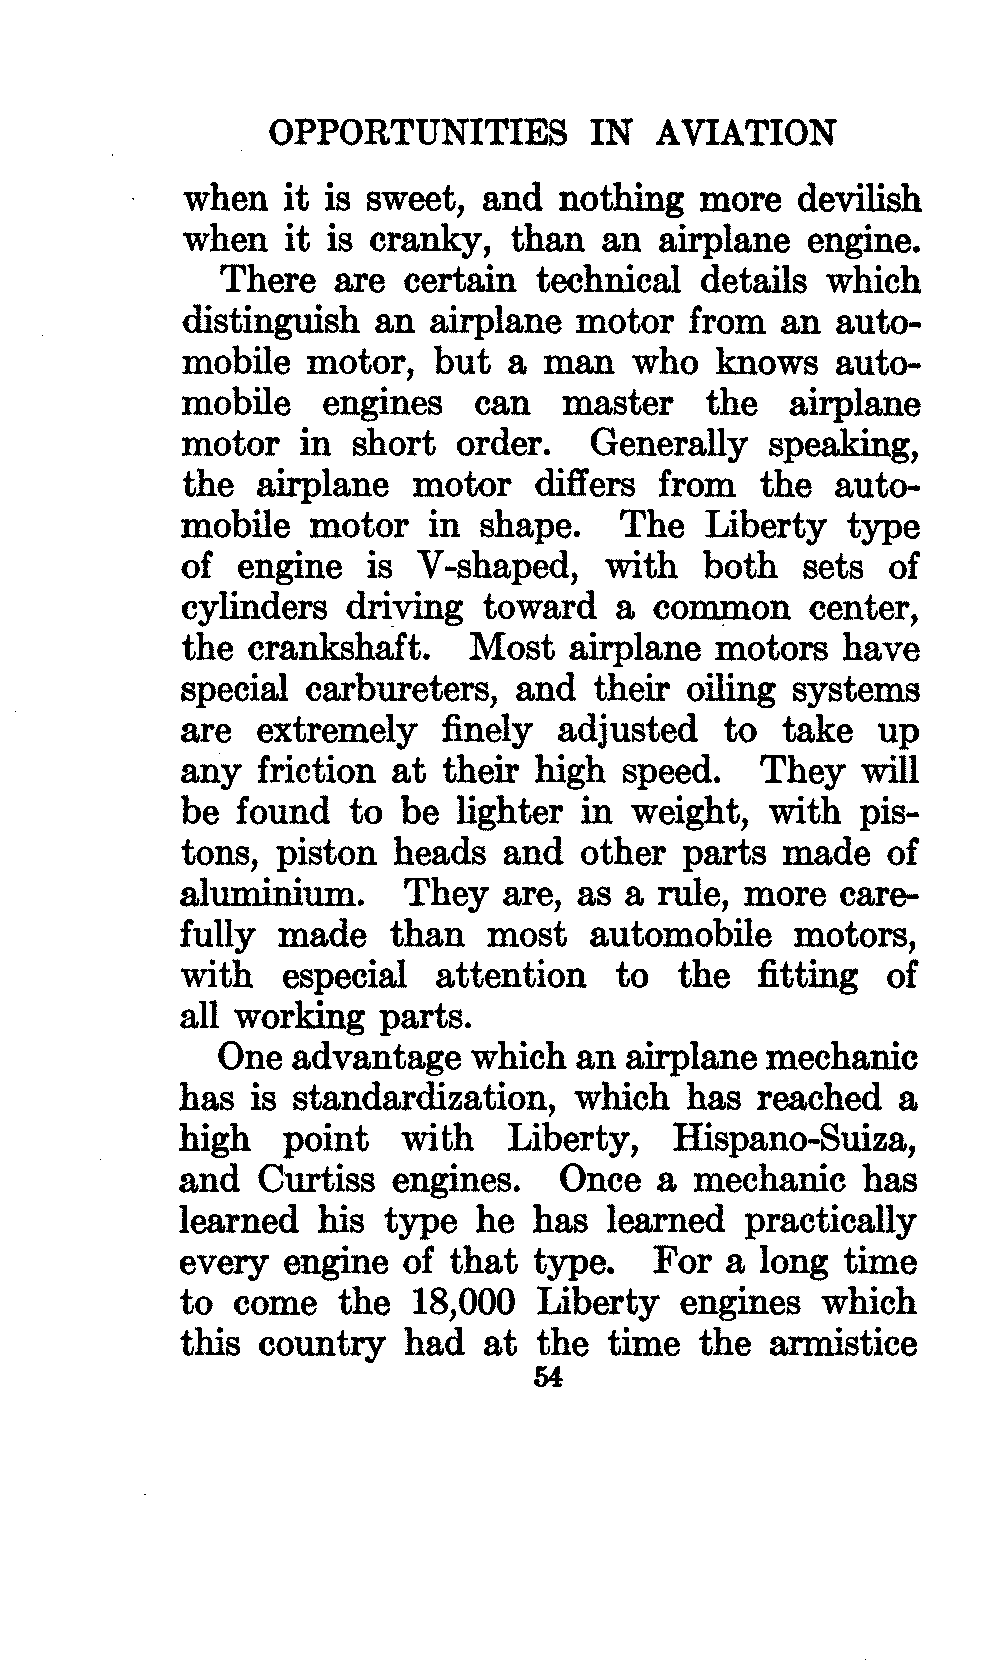 OPPORTUNITIES IN AVIATION
when it is sweet, and nothing more devilish
when it is cranky, than an airplane engine.
There are certain technical details which
distinguish an airplane motor from an auto-
mobile motor, but a man who knows auto-
mobile engines can master the airplane
motor in short order. Generally speaking,
the airplane motor differs from the auto-
mobile motor in shape. The Liberty type
of engine is V-shaped, with both sets of
cylinders driving toward a common center,
the crankshaft. Most airplane motors have
special carbureters, and their oiling systems
are extremely finely adjusted to take up
any friction at their high speed. They will
be found to be lighter in weight, with pis-
tons, piston heads and other parts made of
aluminium. They are, as a rule, more care-
fully made than most automobile motors,
with especial attention to the fitting of
all working parts.
One advantage which an airplane mechanic
has is standardization, which has reached a
high point with Liberty, Hispano-Suiza,
and Curtiss engines. Once a mechanic has
learned his type he has learned practically
every engine of that type. For a long time
to come the 18,000 Liberty engines which
this country had at the time the armistice
54